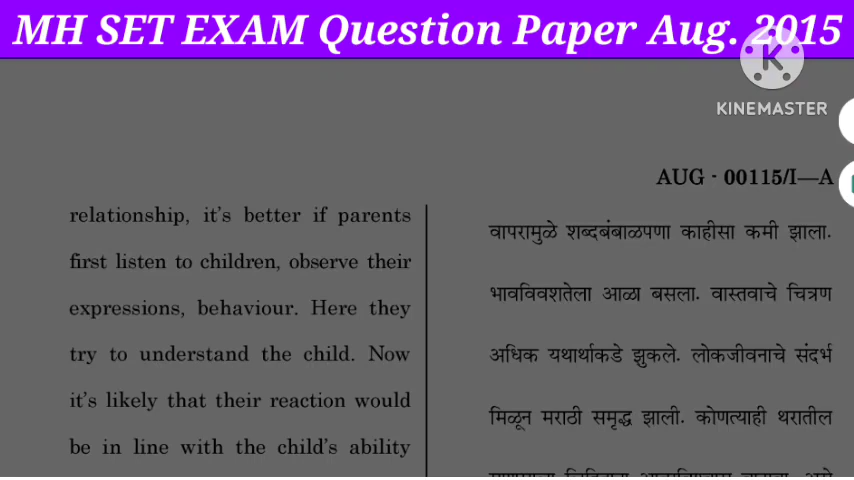 MH SET EXAM Question Paper Aug. 2015
KINEMASTER
AUG - 00115/I—A
relationship, it's better if parents
first listen to children, observe their
expressions, behaviour. Here they
try to understand the child. Now
it's likely that their reaction would
be in line with the child's ability
वापरामुळे शब्दबंबाळपणा काहीसा कमी झाला.
भावविवशतेला आळा बसला. वास्तवाचे चित्रण
अधिक यथार्थाकडे झुकले. लोकजीवनाचे संदर्भ
मिळून मराठी समृद्ध झाली. कोणत्याही थरातील